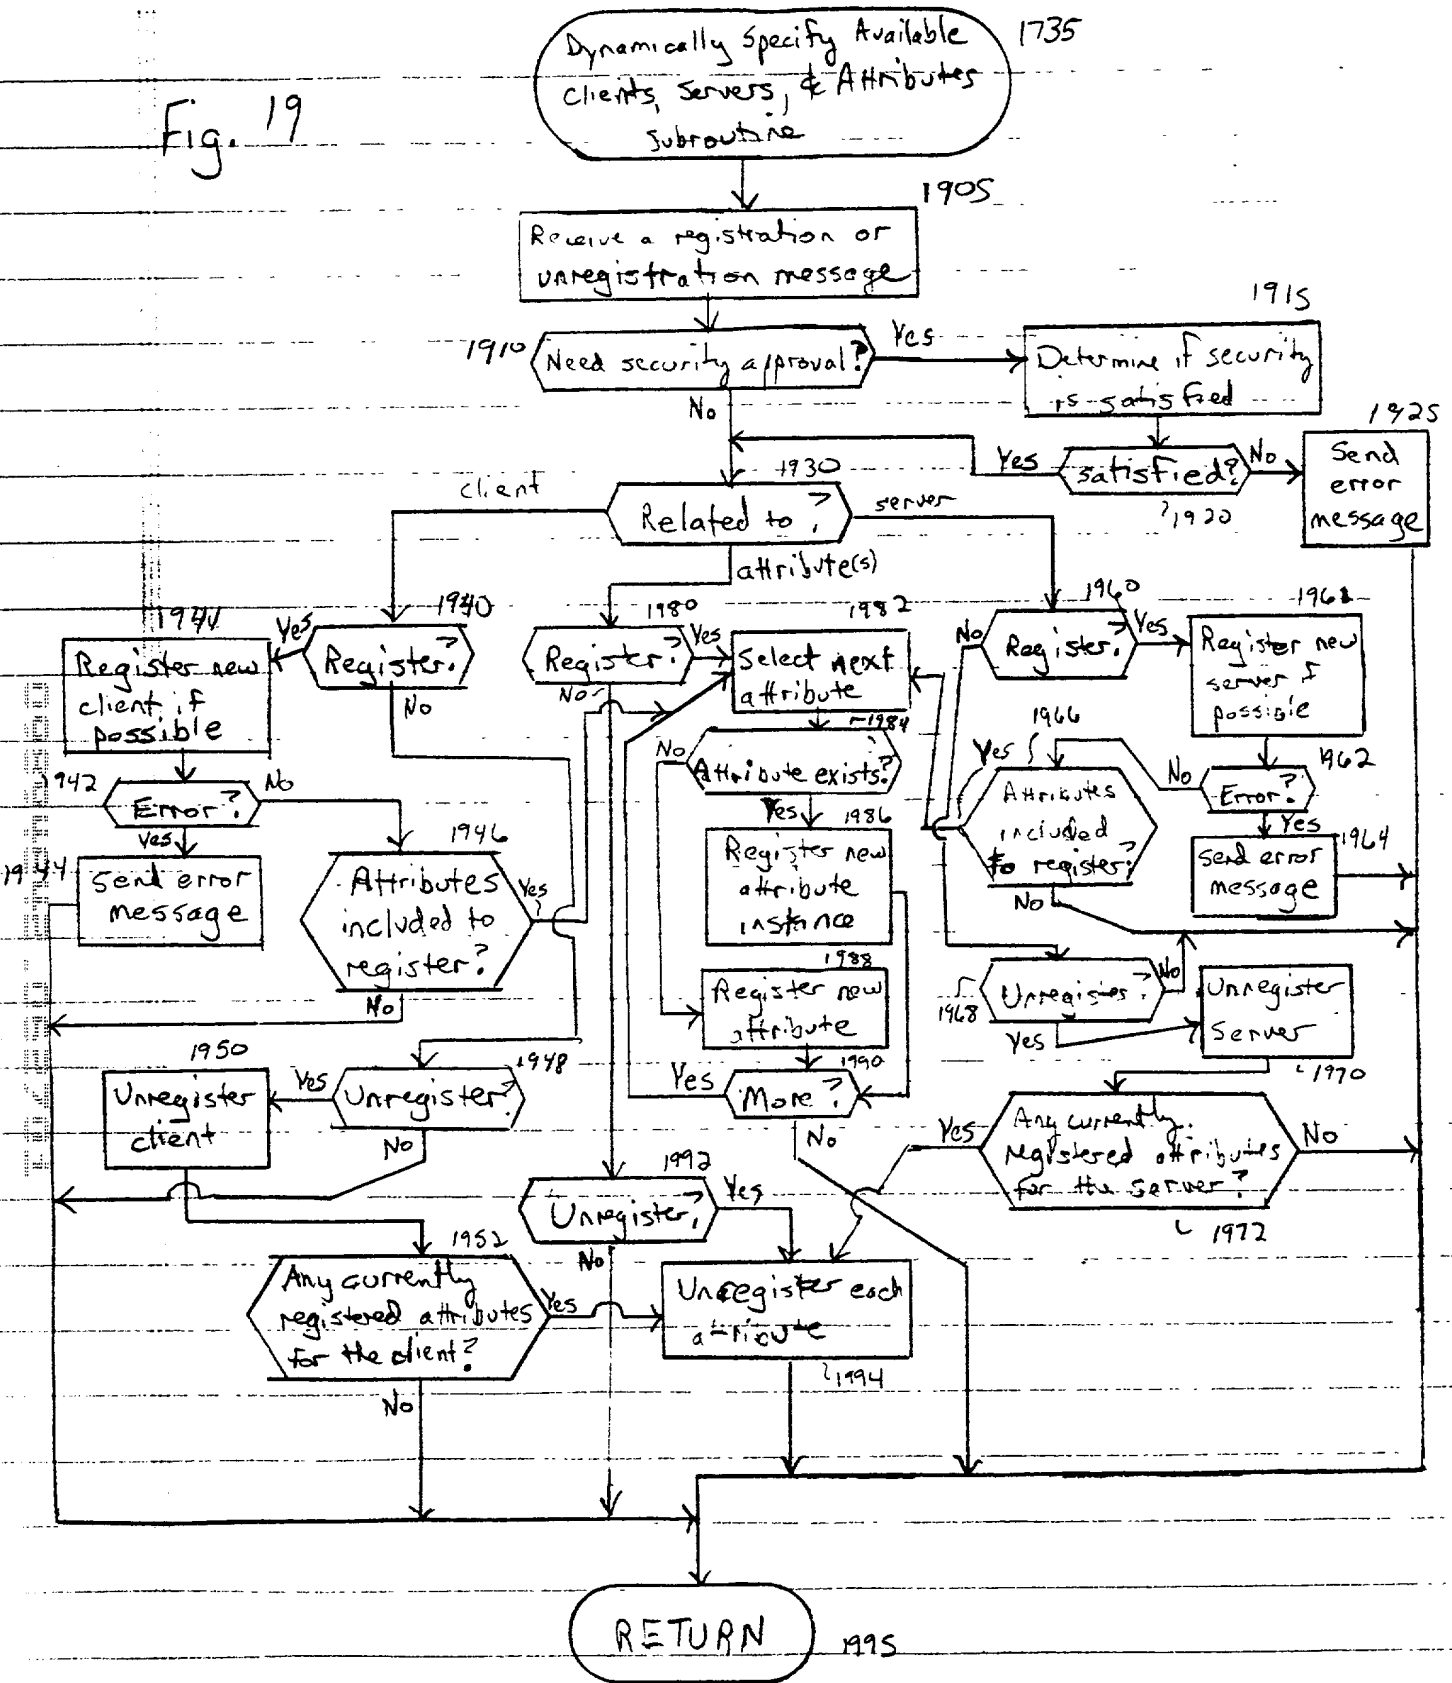 Fig. 19
Dynamically Specify Available
Clients, Servers, & Attributes
Subroutine
1735
1905
Receive a registration or
unregistration message
1910
Need security approval?
Yes
No
1915
Determine if security
is satisfied
satisfied?
1920
Yes
No
1925
Send
error
message
1930
Related to ?
client
server
attribute(s)
1940
Register?
Yes
No
1941
Register new
client if
possible
1942
Error?
No
Yes
1944
Send error
message
1946
Attributes
included to
register?
Yes
No
1948
Unregister?
Yes
No
1950
Unregister
client
1952
Any currently
registered attributes
for the client?
Yes
No
1980
Register?
Yes
No
1982
Select next
attribute
1984
Attribute exists?
No
Yes
1986
Register new
attribute
instance
1988
Register new
attribute
1990
More?
Yes
No
1992
Unregister?
Yes
No
Unregister each
attribute
1994
1960
Register?
No
Yes
1961
Register new
server if
possible
1962
Error?
No
Yes
1964
Send error
message
1966
Yes
Attributes
included
to register?
No
1968
Unregister?
No
Yes
Unregister
Server
1970
Any currently
registered attributes
for the server?
1972
Yes
No
RETURN
1995